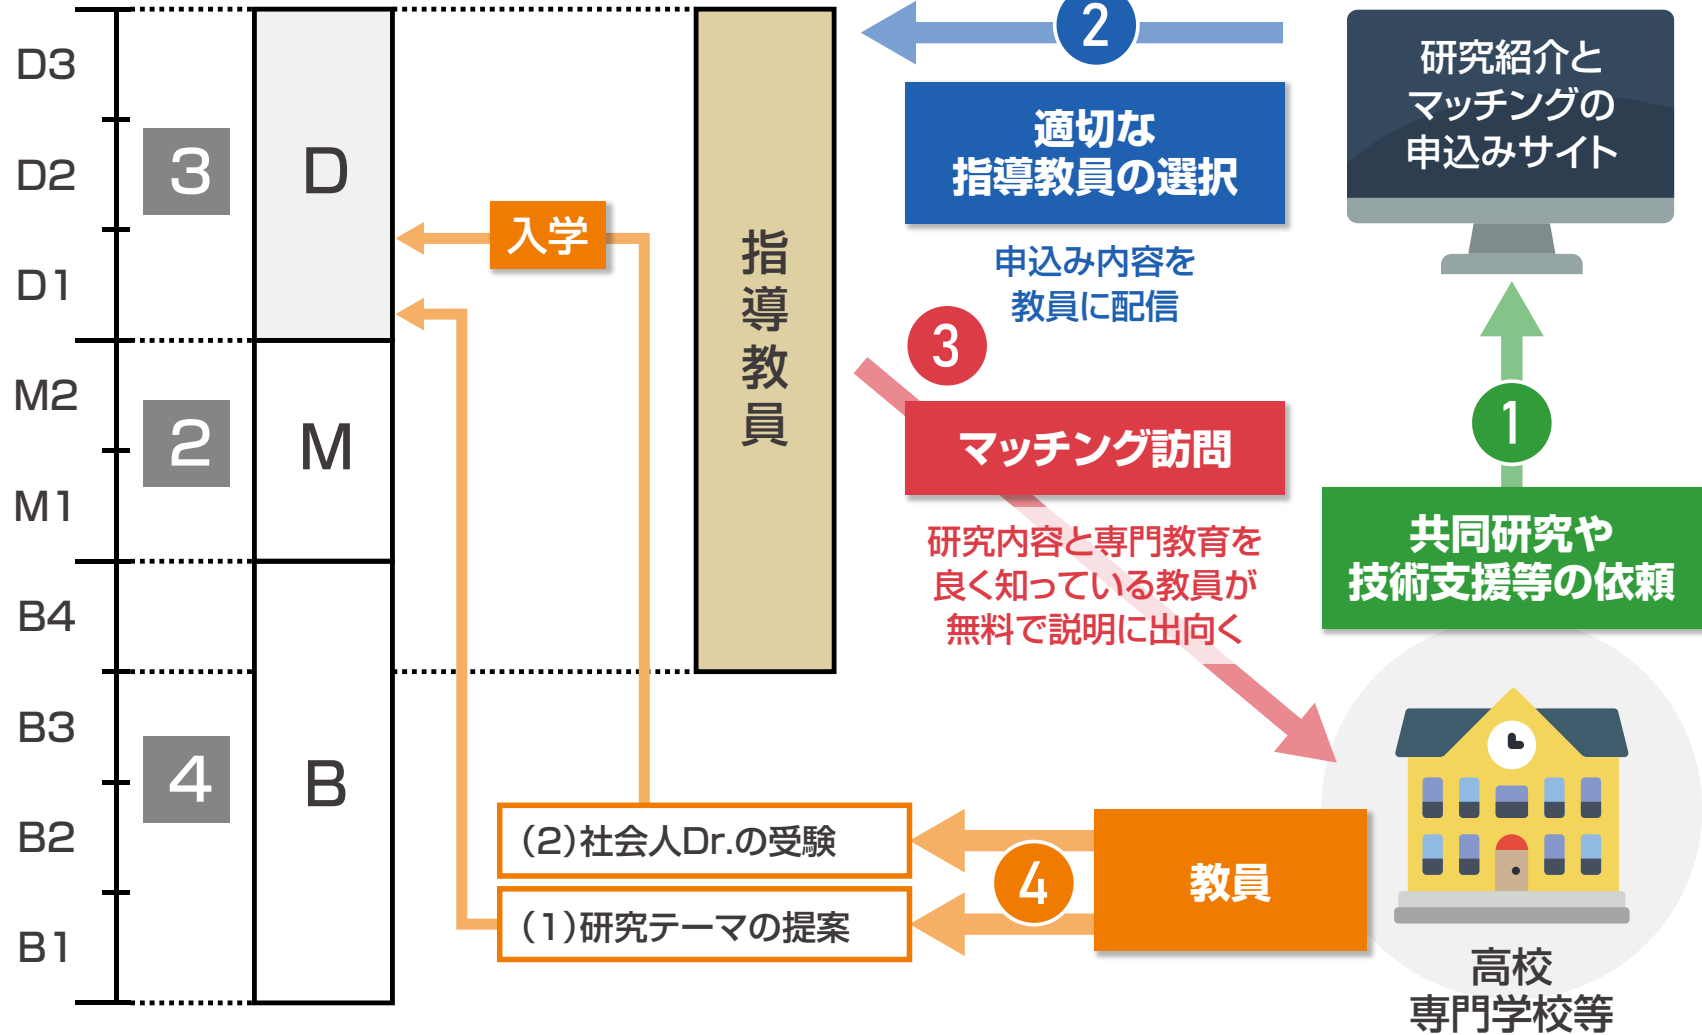 D3
D2
D1
M2
M1
B4
B3
B2
B1
3
2
4
D
M
B
入学
指導教員
2
適切な
指導教員の選択
申込み内容を
教員に配信
研究紹介と
マッチングの
申込みサイト
3
マッチング訪問
研究内容と専門教育を
良く知っている教員が
無料で説明に出向く
1
共同研究や
技術支援等の依頼
(2)社会人Dr.の受験
(1)研究テーマの提案
4
教員
高校
専門学校等